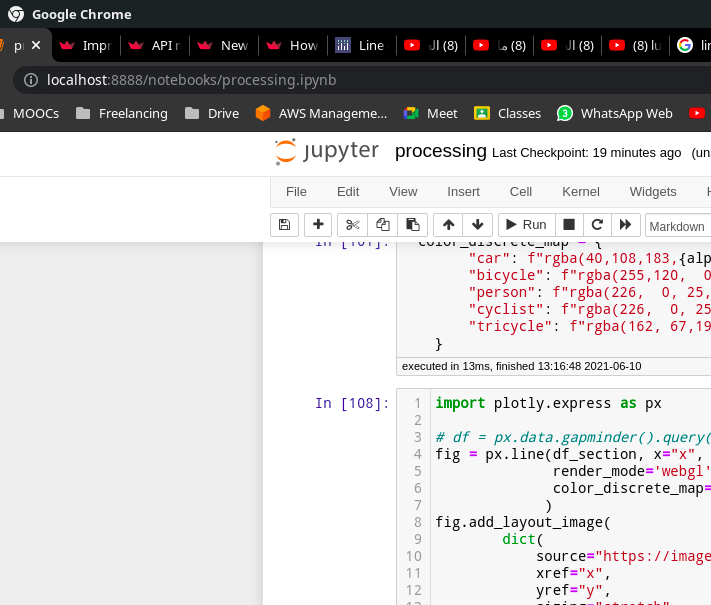 Google Chrome
Impr
API r
New
How
Line
(8) ال
(8) ما
(8) ال
(8) lu
lir
localhost:8888/notebooks/processing.ipynb
MOOCs Freelancing Drive AWS Manageme... Meet Classes WhatsApp Web
jupyter processing Last Checkpoint: 19 minutes ago (un
File Edit View Insert Cell Kernel Widgets H
Run Markdown
In [107]: color_discrete_map = {
"car": f"rgba(40,108,183,{alp
"bicycle": f"rgba(255,120, 0
"person": f"rgba(226, 0, 25,
"cyclist": f"rgba(226, 0, 25
"tricycle": f"rgba(162, 67,19
}
executed in 13ms, finished 13:16:48 2021-06-10
In [108]: 1 import plotly.express as px
2
3 # df = px.data.gapminder().query(
4 fig = px.line(df_section, x="x",
5 render_mode='webgl'
6 color_discrete_map=
7 )
8 fig.add_layout_image(
9 dict(
10 source="https://image
11 xref="x",
12 yref="y",
13 sizing="stretch"